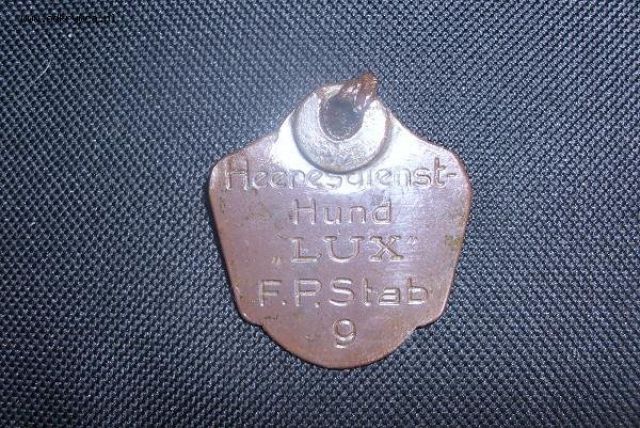 Heeresdienst-
Hund
„LUX"
F.P.Stab
9